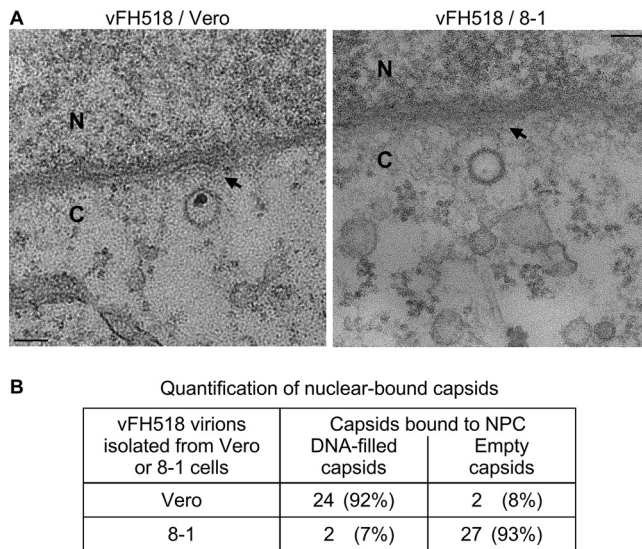 A
vFH518 / Vero
vFH518 / 8-1
N
C
N
C
B
Quantification of nuclear-bound capsids
vFH518 virions
isolated from Vero
or 8-1 cells
Capsids bound to NPC
DNA-filled
capsids
Empty
capsids
Vero
24 (92%)
2 (8%)
8-1
2 (7%)
27 (93%)